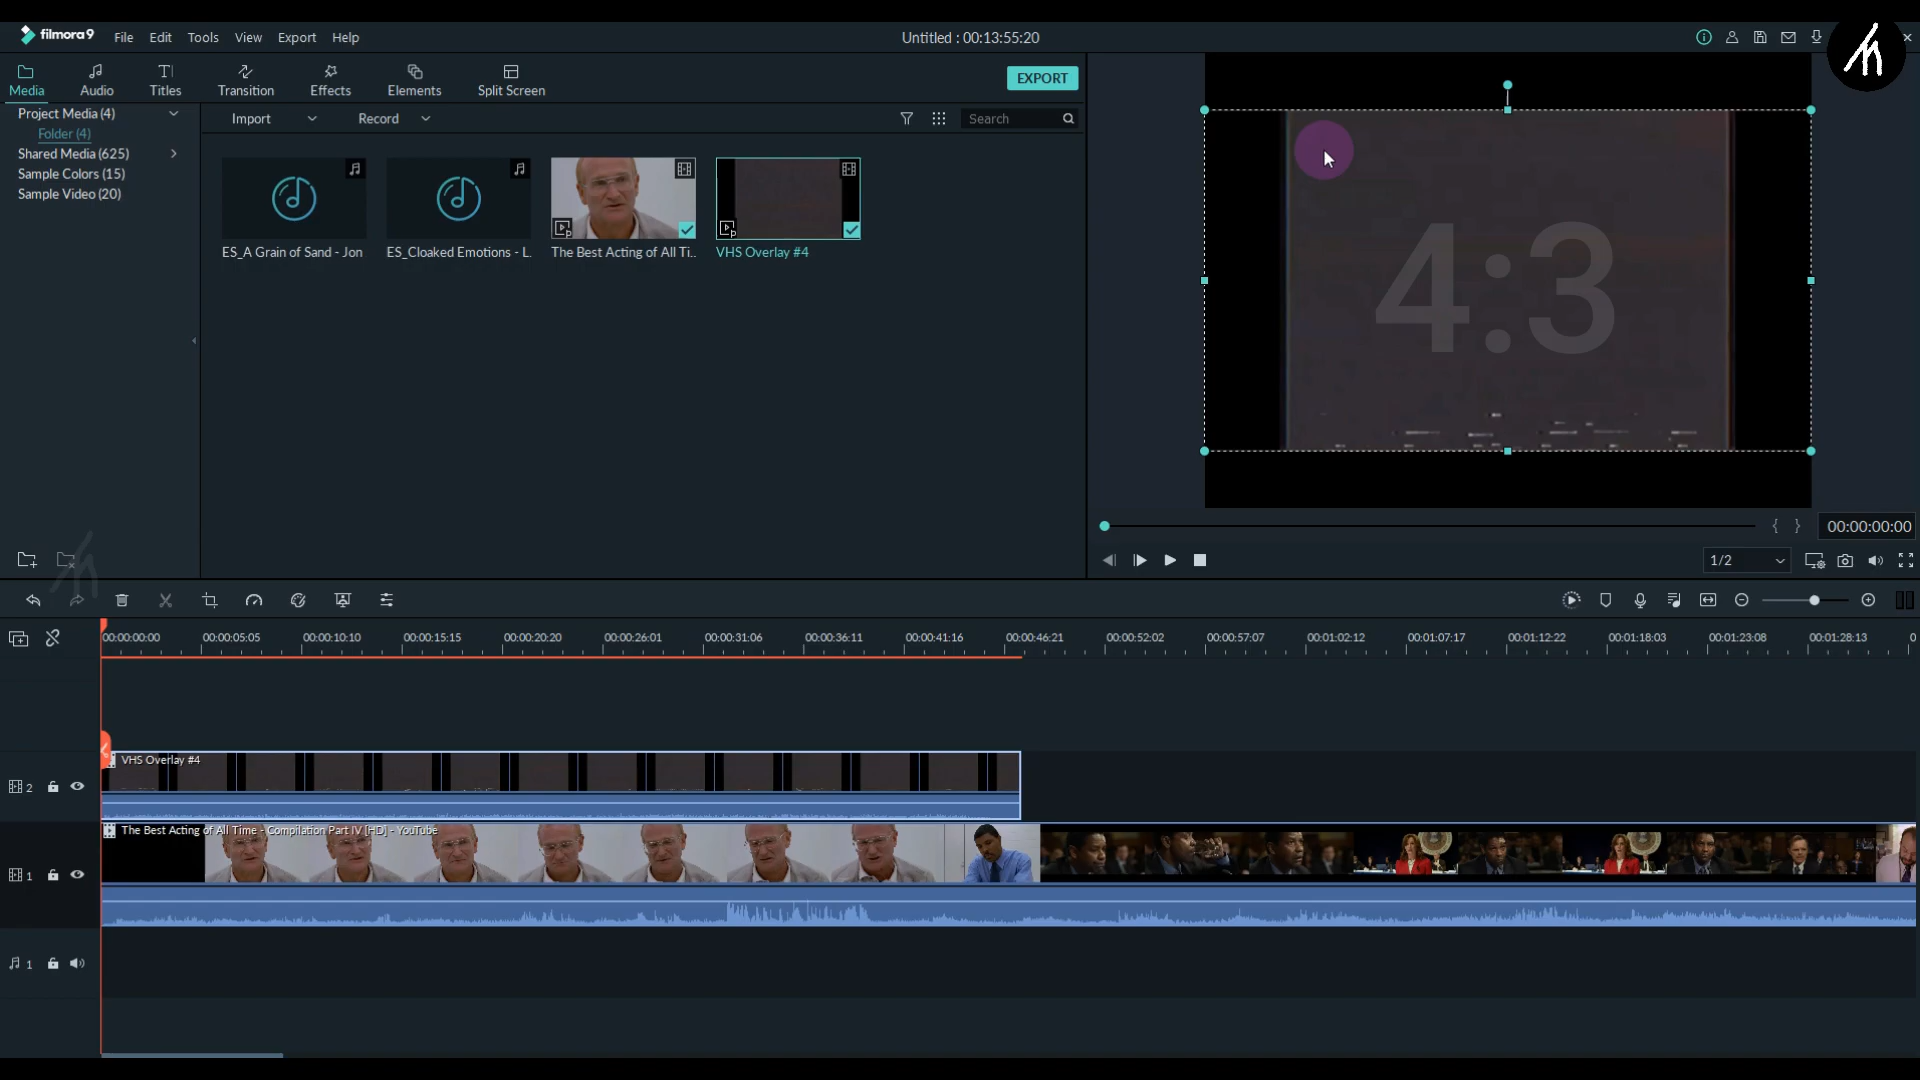 filmora9 File Edit Tools View Export Help Untitled : 00:13:55:20
Media Audio Titles Transition Effects Elements Split Screen EXPORT
Project Media (4)
Folder (4)
Shared Media (625)
Sample Colors (15)
Sample Video (20)
Import Record Search
ES_A Grain of Sand - Jon ES_Cloaked Emotions - L. The Best Acting of All Ti.. VHS Overlay #4
4:3
00:00:00:00
1/2
00:00:00:00 00:00:05:05 00:00:10:10 00:00:15:15 00:00:20:20 00:00:26:01 00:00:31:06 00:00:36:11 00:00:41:16 00:00:46:21 00:00:52:02 00:00:57:07 00:01:02:12 00:01:07:17 00:01:12:22 00:01:18:03 00:01:23:08 00:01:28:13 0
VHS Overlay #4
2
The Best Acting of All Time - Compilation Part IV [HD] - YouTube
1
1